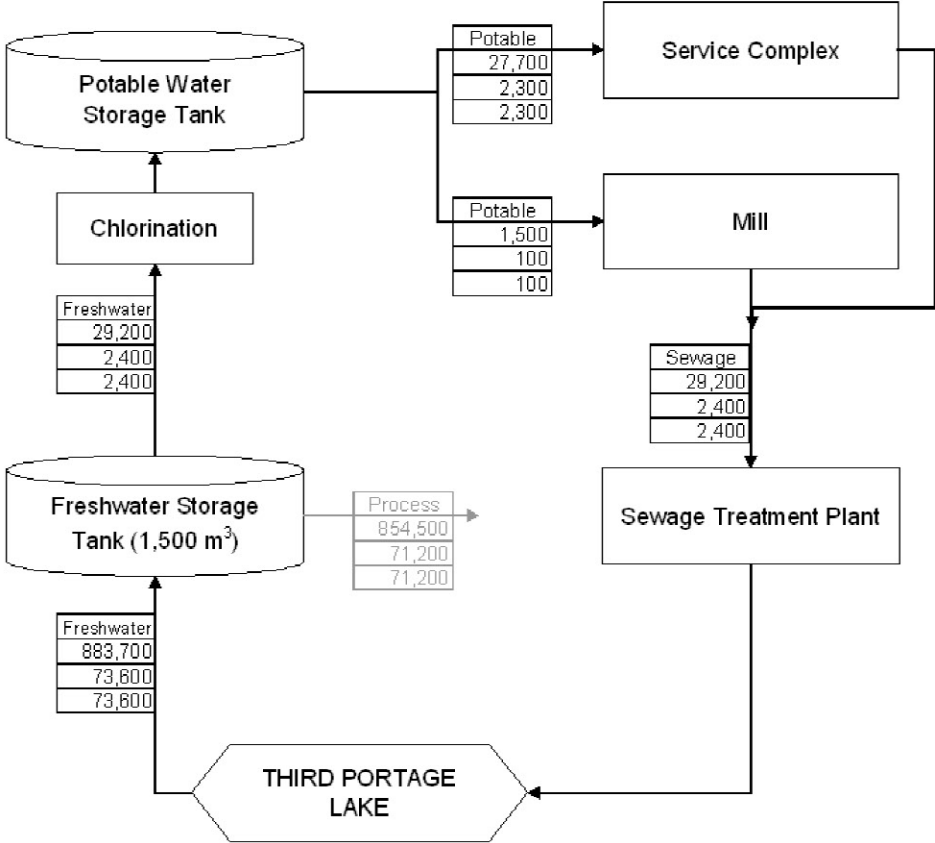 Potable Water
Storage Tank
Potable
27,700
2,300
2,300
Service Complex
Chlorination
Potable
1,500
100
100
Mill
Freshwater
29,200
2,400
2,400
Sewage
29,200
2,400
2,400
Freshwater Storage
Tank (1,500 m³)
Process
854,500
71,200
71,200
Sewage Treatment Plant
Freshwater
883,700
73,600
73,600
THIRD PORTAGE
LAKE